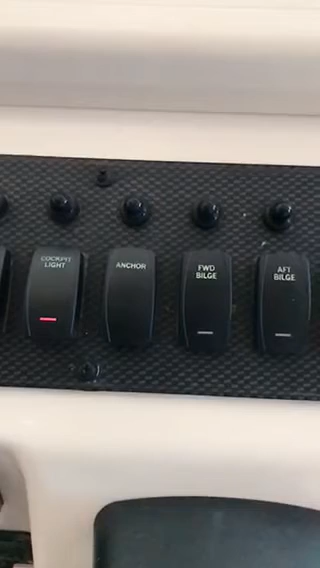 COCKPIT
LIGHT
ANCHOR
FWD
BILGE
AFT
BILGE